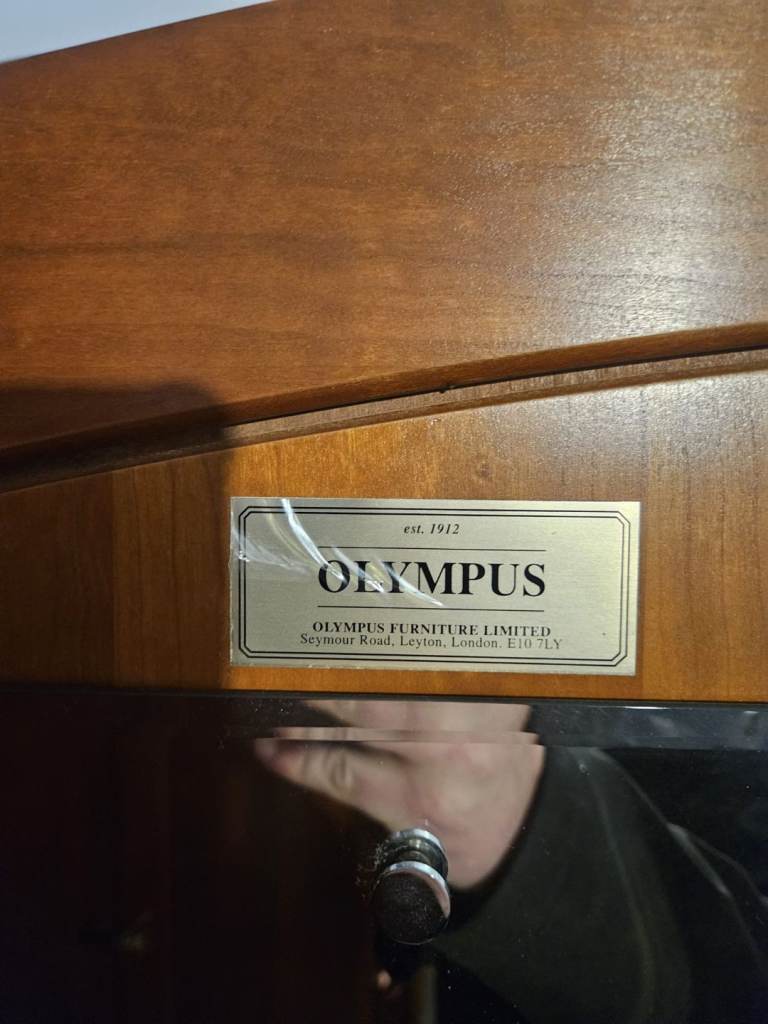 est. 1912
OLYMPUS
OLYMPUS FURNITURE LIMITED
Seymour Road, Leyton, London. E10 7LY